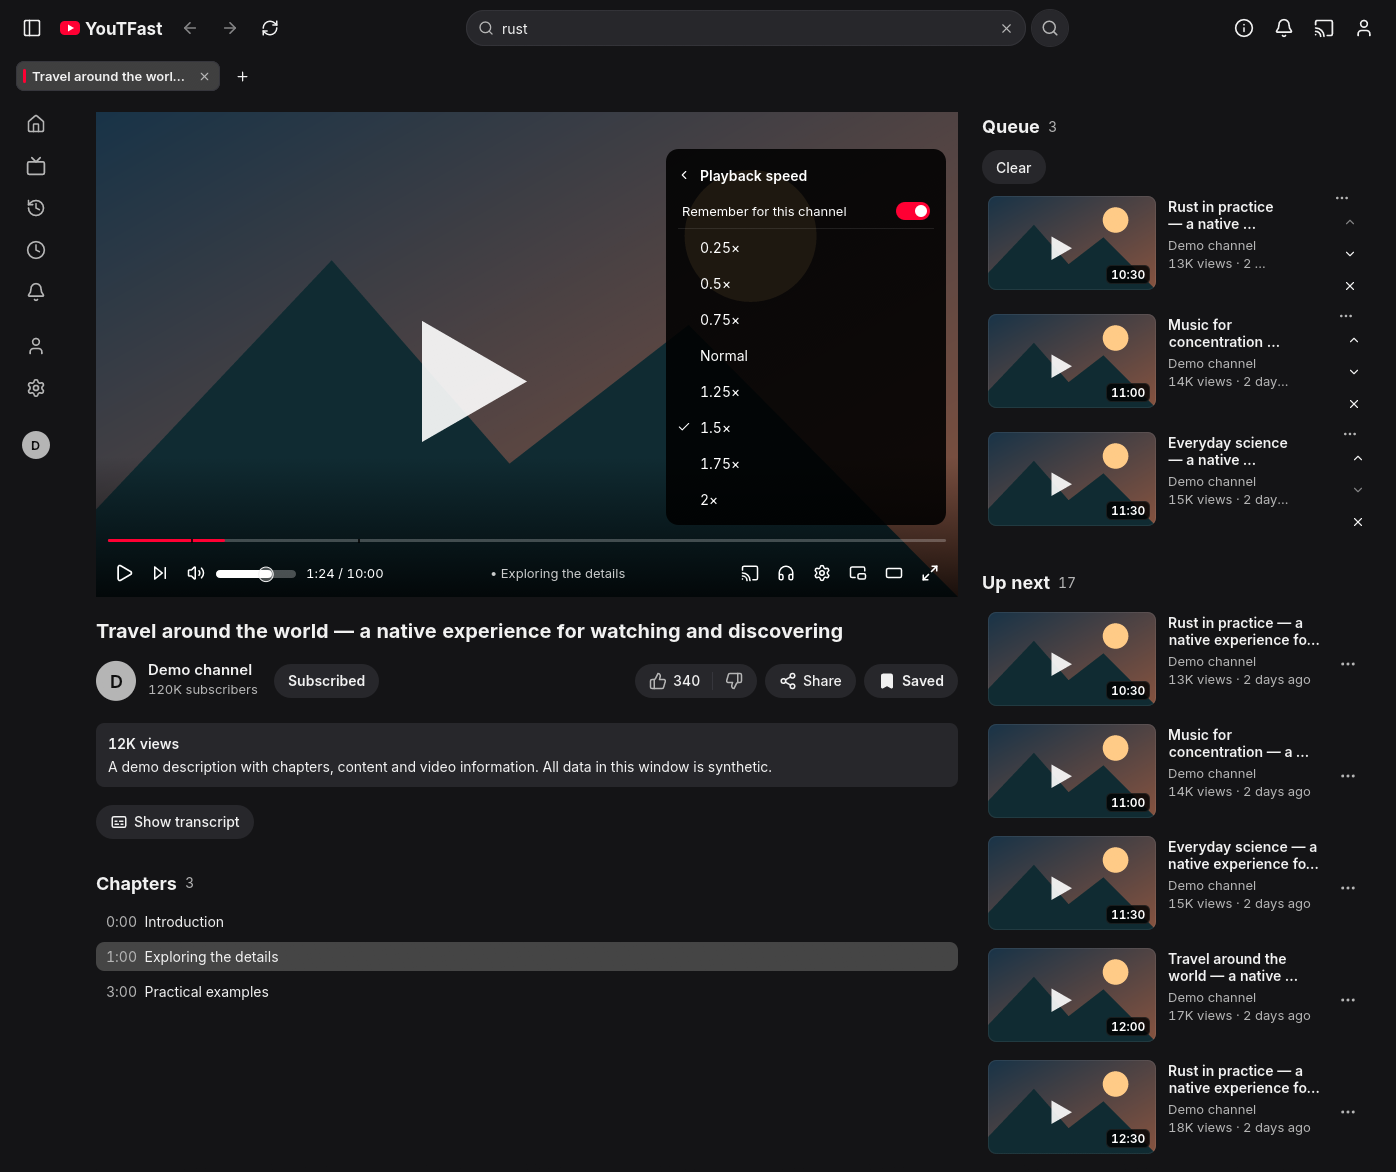 YouTFast
rust
Travel around the worl...
D
Playback speed
Remember for this channel
0.25×
0.5×
0.75×
Normal
1.25×
1.5×
1.75×
2×
1:24 / 10:00
• Exploring the details
Travel around the world — a native experience for watching and discovering
D
Demo channel
120K subscribers
Subscribed
340
Share
Saved
12K views
A demo description with chapters, content and video information. All data in this window is synthetic.
Show transcript
Chapters 3
0:00 Introduction
1:00 Exploring the details
3:00 Practical examples
Queue 3
Clear
10:30
Rust in practice
— a native ...
Demo channel
13K views · 2 ...
11:00
Music for
concentration ...
Demo channel
14K views · 2 day...
11:30
Everyday science
— a native ...
Demo channel
15K views · 2 day...
Up next 17
10:30
Rust in practice — a
native experience fo...
Demo channel
13K views · 2 days ago
11:00
Music for
concentration — a ...
Demo channel
14K views · 2 days ago
11:30
Everyday science — a
native experience fo...
Demo channel
15K views · 2 days ago
12:00
Travel around the
world — a native ...
Demo channel
17K views · 2 days ago
12:30
Rust in practice — a
native experience fo...
Demo channel
18K views · 2 days ago